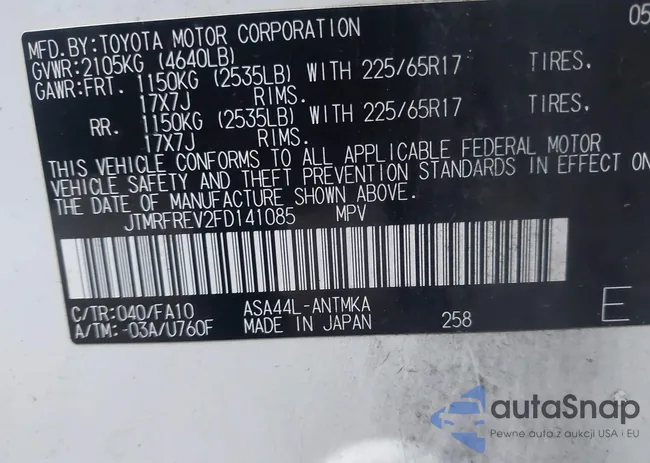 MFD.BY:TOYOTA MOTOR CORPORATION 05
GVWR:2105KG (4640LB)
GAWR:FRT. 1150KG (2535LB) WITH 225/65R17 TIRES,
17X7J RIMS.
RR. 1150KG (2535LB) WITH 225/65R17 TIRES,
17X7J RIMS.
THIS VEHICLE CONFORMS TO ALL APPLICABLE FEDERAL MOTOR
VEHICLE SAFETY AND THEFT PREVENTION STANDARDS IN EFFECT ON
THE DATE OF MANUFACTURE SHOWN ABOVE.
JTMRFREV2FD141085 MPV
C/TR:040/FA10 ASA44L-ANTMKA
A/TM: -03A/U760F MADE IN JAPAN 258 E
autoSnap
Pewne auta z aukcji USA i EU